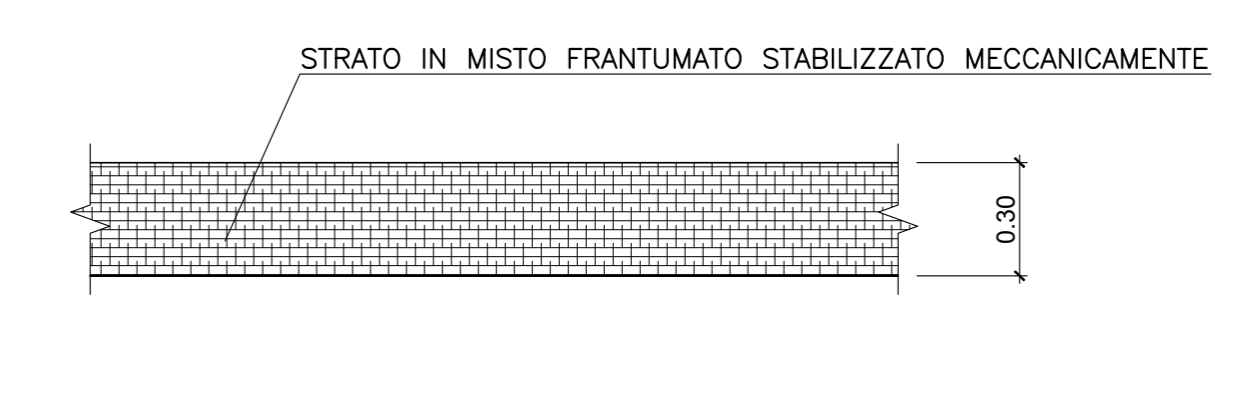 STRATO IN MISTO FRANTUMATO STABILIZZATO MECCANICAMENTE
0.30